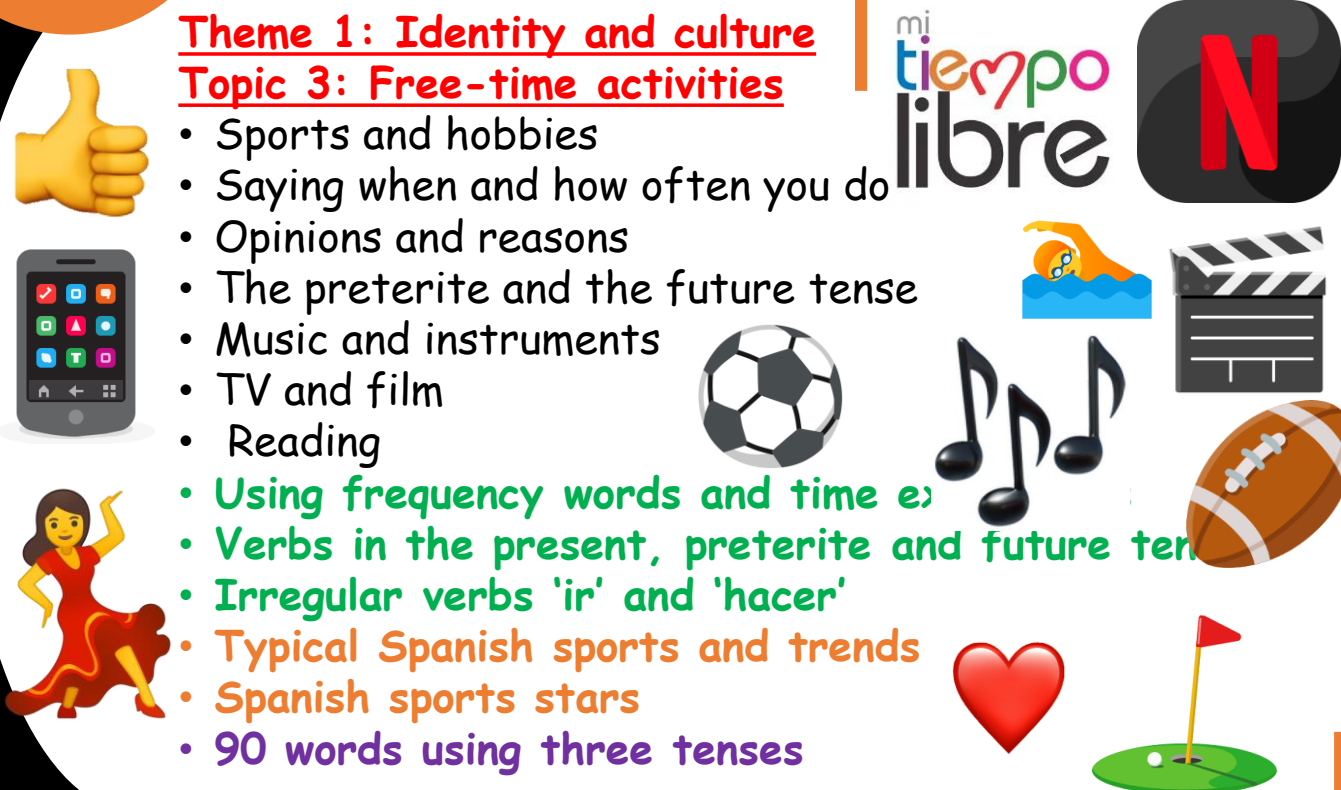 Theme 1: Identity and culture
Topic 3: Free-time activities
• Sports and hobbies
• Saying when and how often you do
• Opinions and reasons
• The preterite and the future tense
• Music and instruments
• TV and film
• Reading
• Using frequency words and time
• Verbs in the present, preterite and future
• Irregular verbs ‘ir’ and ‘hacer’
• Typical Spanish sports and trends
• Spanish sports stars
• 90 words using three tenses
mi
tiempo
libre
N